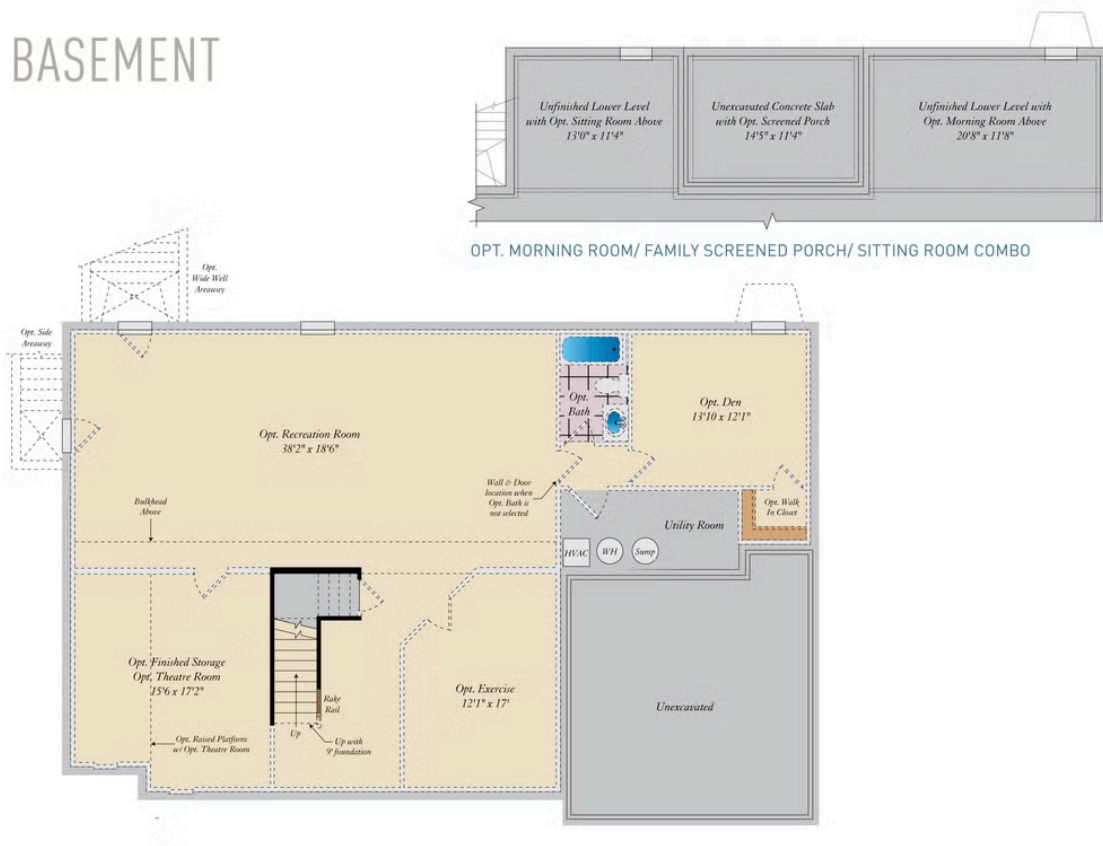 BASEMENT
Unfinished Lower Level
with Opt. Sitting Room Above
13'0" x 11'4"
Unexcavated Concrete Slab
with Opt. Screened Porch
14'5" x 11'4"
Unfinished Lower Level with
Opt. Morning Room Above
20'8" x 11'8"
OPT. MORNING ROOM/ FAMILY SCREENED PORCH/ SITTING ROOM COMBO
Opt.
Wide Well
Areaway
Opt. Side
Areaway
Opt. Recreation Room
38'2" x 18'6"
Opt.
Bath
Opt. Den
13'10 x 12'1"
Wall & Door
location when
Opt. Bath is
not selected
Opt. Walk
In Closet
Bulkhead
Above
Utility Room
HVAC
WH
Sump
Opt. Finished Storage
Opt. Theatre Room
15'6 x 17'2"
Rake
Rail
Opt. Exercise
12'1" x 17'
Unexcavated
Opt. Raised Platform
w/ Opt. Theatre Room
Up
Up with
9' foundation